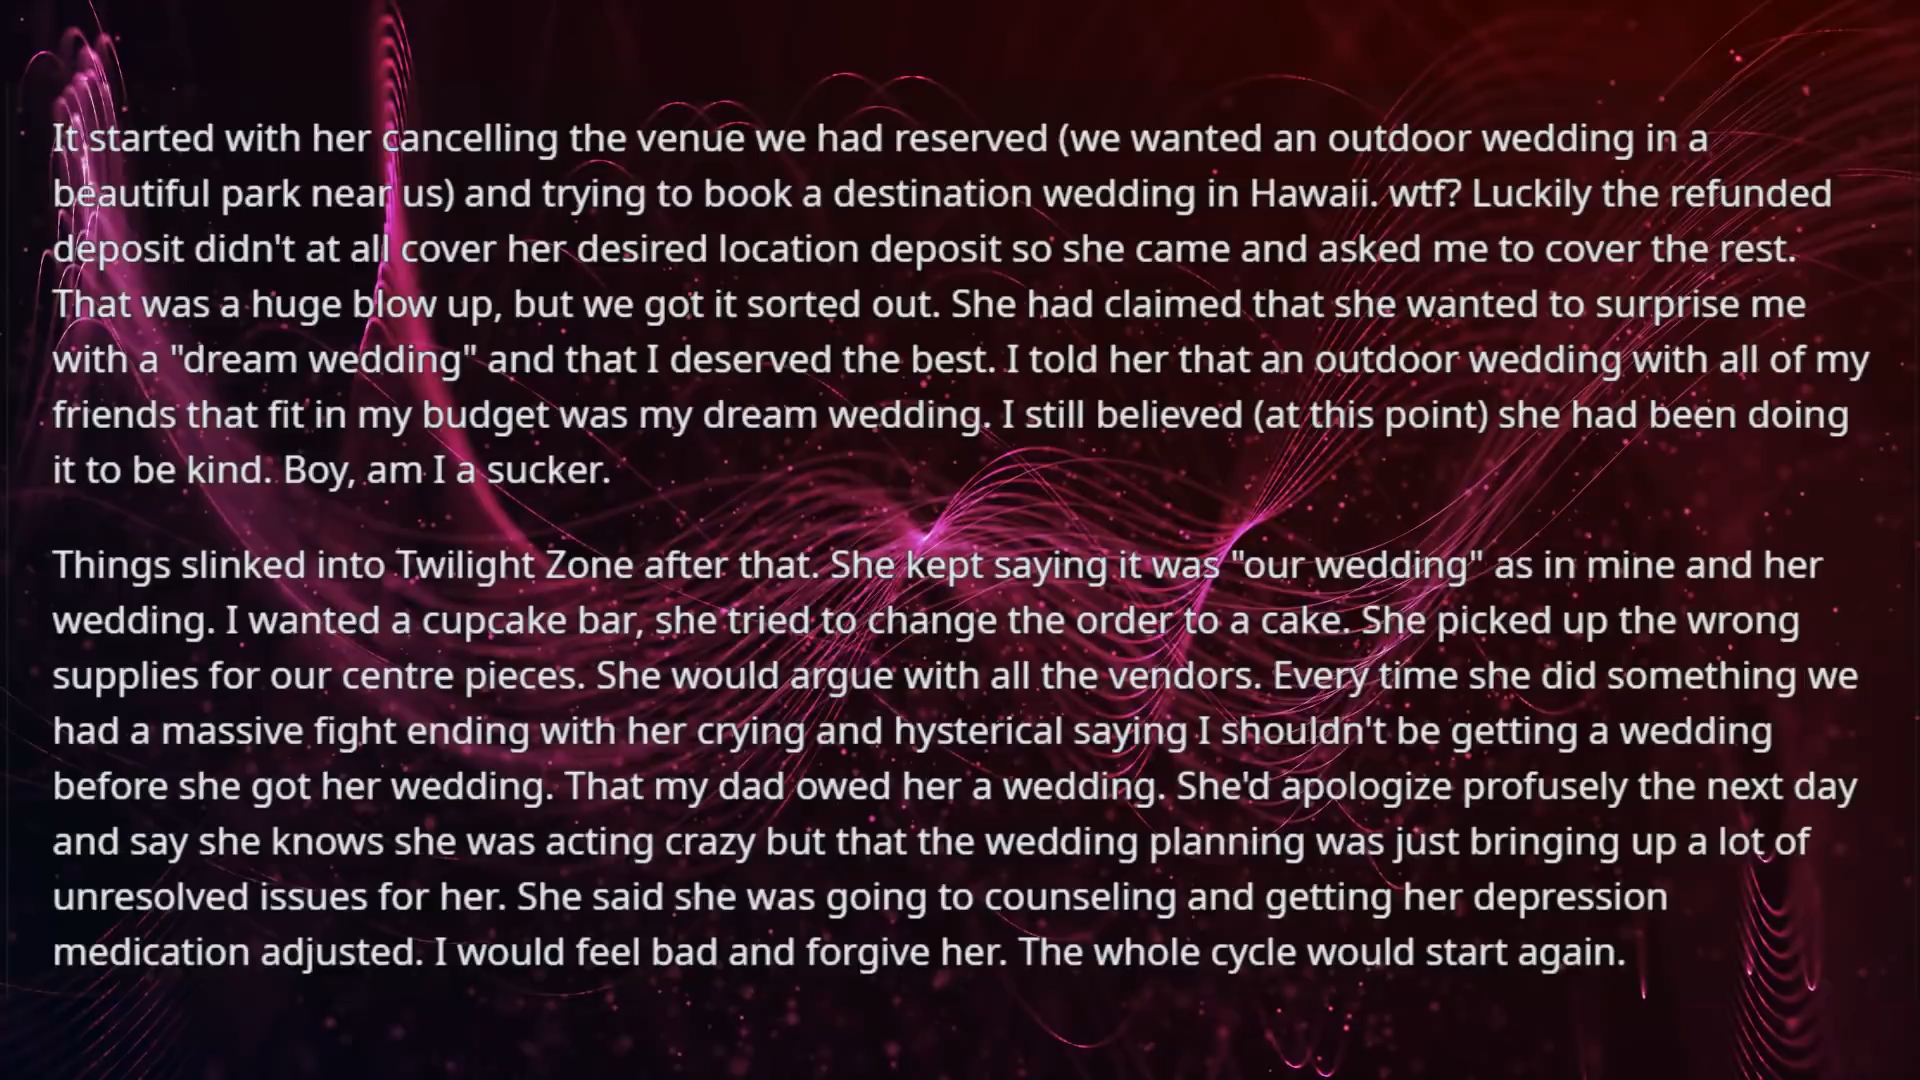 It started with her cancelling the venue we had reserved (we wanted an outdoor wedding in a
beautiful park near us) and trying to book a destination wedding in Hawaii. wtf? Luckily the refunded
deposit didn't at all cover her desired location deposit so she came and asked me to cover the rest.
That was a huge blow up, but we got it sorted out. She had claimed that she wanted to surprise me
with a "dream wedding" and that I deserved the best. I told her that an outdoor wedding with all of my
friends that fit in my budget was my dream wedding. I still believed (at this point) she had been doing
it to be kind. Boy, am I a sucker.
Things slinked into Twilight Zone after that. She kept saying it was "our wedding" as in mine and her
wedding. I wanted a cupcake bar, she tried to change the order to a cake. She picked up the wrong
supplies for our centre pieces. She would argue with all the vendors. Every time she did something we
had a massive fight ending with her crying and hysterical saying I shouldn't be getting a wedding
before she got her wedding. That my dad owed her a wedding. She'd apologize profusely the next day
and say she knows she was acting crazy but that the wedding planning was just bringing up a lot of
unresolved issues for her. She said she was going to counseling and getting her depression
medication adjusted. I would feel bad and forgive her. The whole cycle would start again.